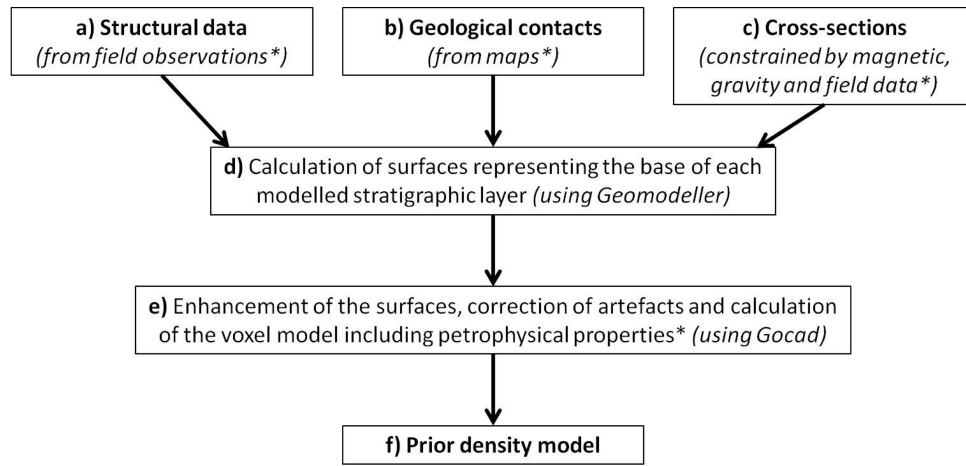 a) Structural data
(from field observations*)
b) Geological contacts
(from maps*)
c) Cross-sections
(constrained by magnetic,
gravity and field data*)
d) Calculation of surfaces representing the base of each
modelled stratigraphic layer (using Geomodeller)
e) Enhancement of the surfaces, correction of artefacts and calculation
of the voxel model including petrophysical properties* (using Gocad)
f) Prior density model